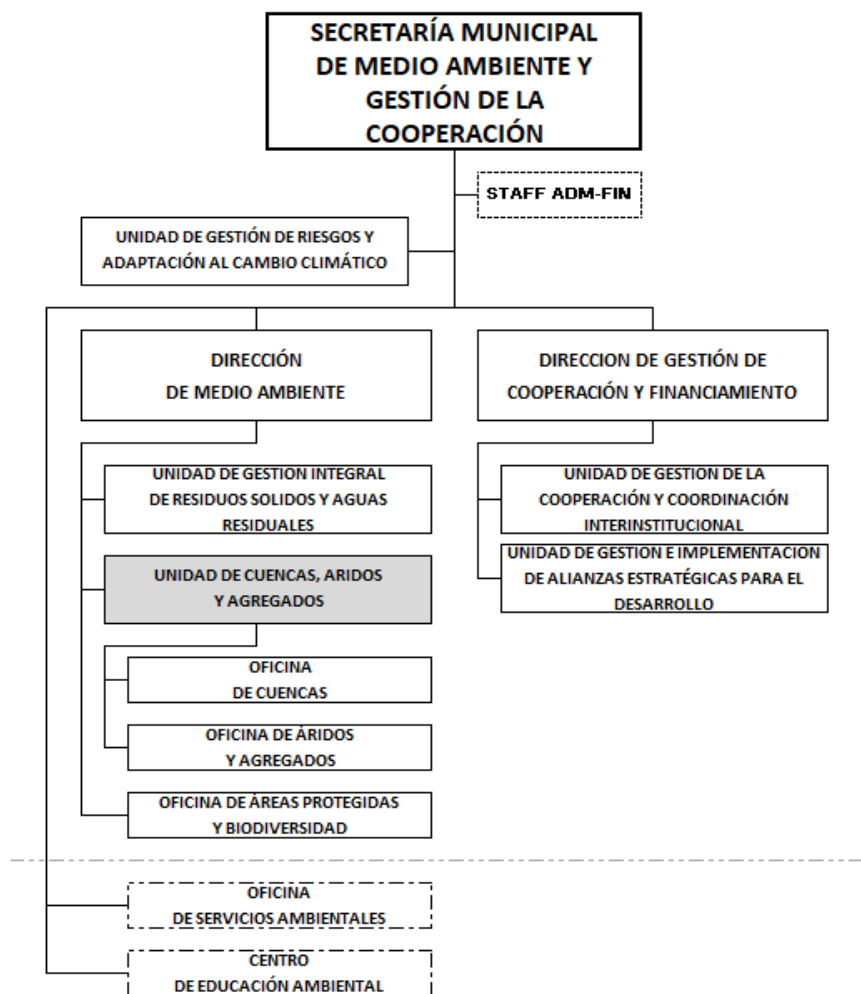 SECRETARÍA MUNICIPAL
DE MEDIO AMBIENTE Y
GESTIÓN DE LA
COOPERACIÓN
STAFF ADM-FIN
UNIDAD DE GESTIÓN DE RIESGOS Y
ADAPTACIÓN AL CAMBIO CLIMÁTICO
DIRECCIÓN
DE MEDIO AMBIENTE
DIRECCION DE GESTIÓN DE
COOPERACIÓN Y FINANCIAMIENTO
UNIDAD DE GESTION INTEGRAL
DE RESIDUOS SOLIDOS Y AGUAS
RESIDUALES
UNIDAD DE GESTION DE LA
COOPERACIÓN Y COORDINACIÓN
INTERINSTITUCIONAL
UNIDAD DE CUENCAS, ARIDOS
Y AGREGADOS
UNIDAD DE GESTION E IMPLEMENTACION
DE ALIANZAS ESTRATÉGICAS PARA EL
DESARROLLO
OFICINA
DE CUENCAS
OFICINA DE ÁRIDOS
Y AGREGADOS
OFICINA DE ÁREAS PROTEGIDAS
Y BIODIVERSIDAD
OFICINA
DE SERVICIOS AMBIENTALES
CENTRO
DE EDUCACIÓN AMBIENTAL